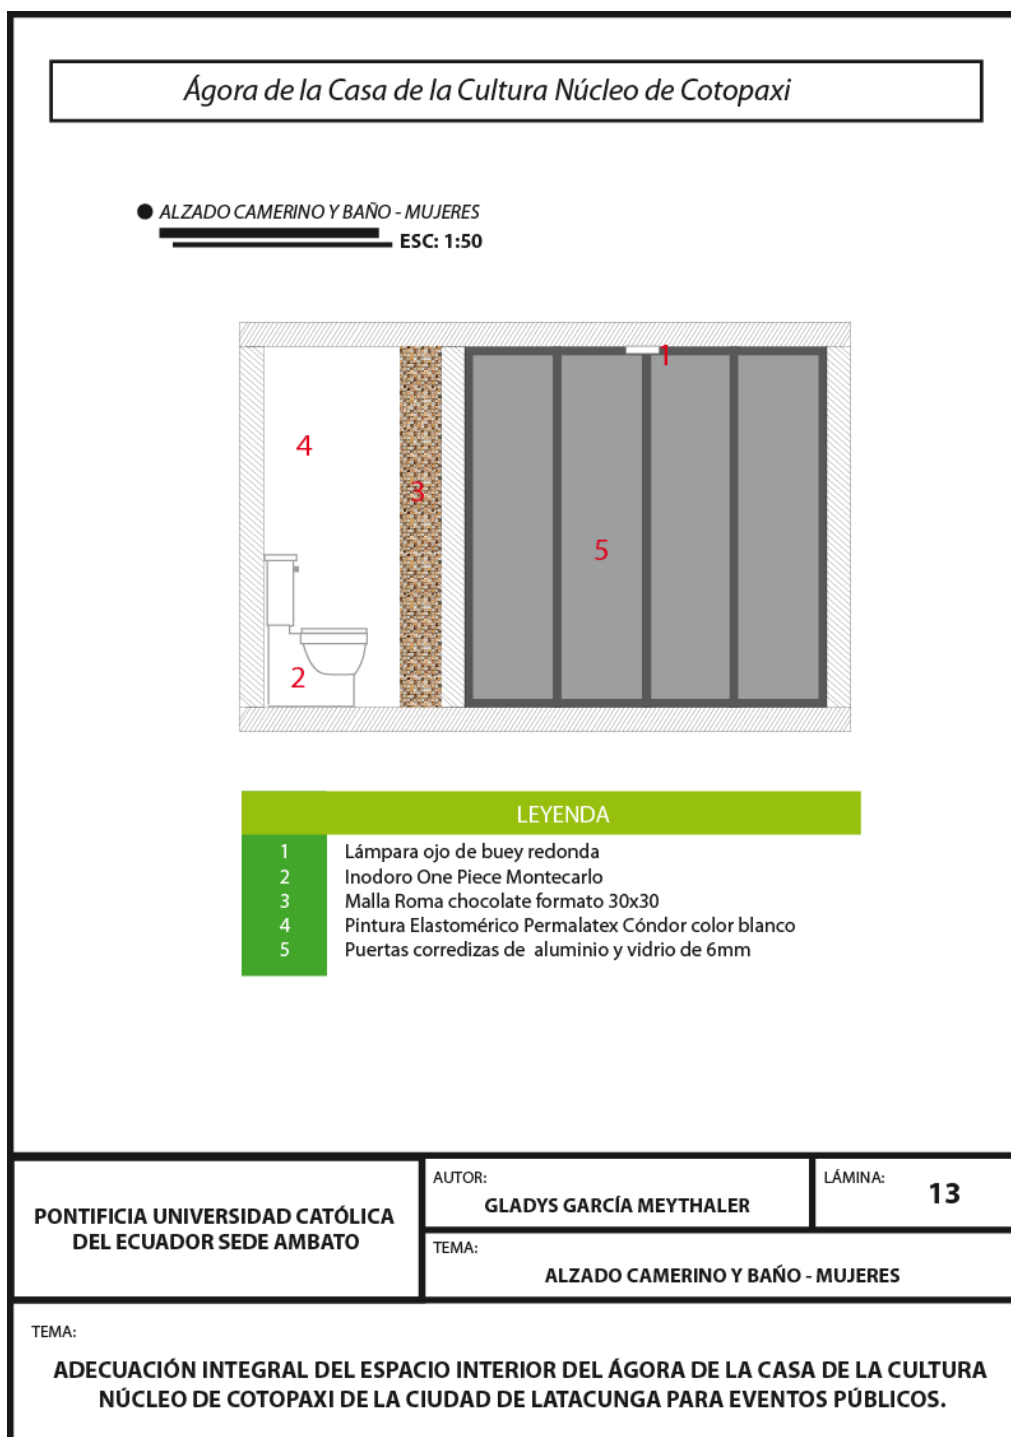 Ágora de la Casa de la Cultura Núcleo de Cotopaxi
ALZADO CAMERINO Y BAÑO - MUJERES
ESC: 1:50
1
4
3
5
2
LEYENDA
1 Lámpara ojo de buey redonda
2 Inodoro One Piece Montecarlo
3 Malla Roma chocolate formato 30x30
4 Pintura Elastomérico Permalatex Cóndor color blanco
5 Puertas corredizas de aluminio y vidrio de 6mm
PONTIFICIA UNIVERSIDAD CATÓLICA
DEL ECUADOR SEDE AMBATO
AUTOR:
GLADYS GARCÍA MEYTHALER
LÁMINA:
13
TEMA:
ALZADO CAMERINO Y BAÑO - MUJERES
TEMA:
ADECUACIÓN INTEGRAL DEL ESPACIO INTERIOR DEL ÁGORA DE LA CASA DE LA CULTURA
NÚCLEO DE COTOPAXI DE LA CIUDAD DE LATACUNGA PARA EVENTOS PÚBLICOS.